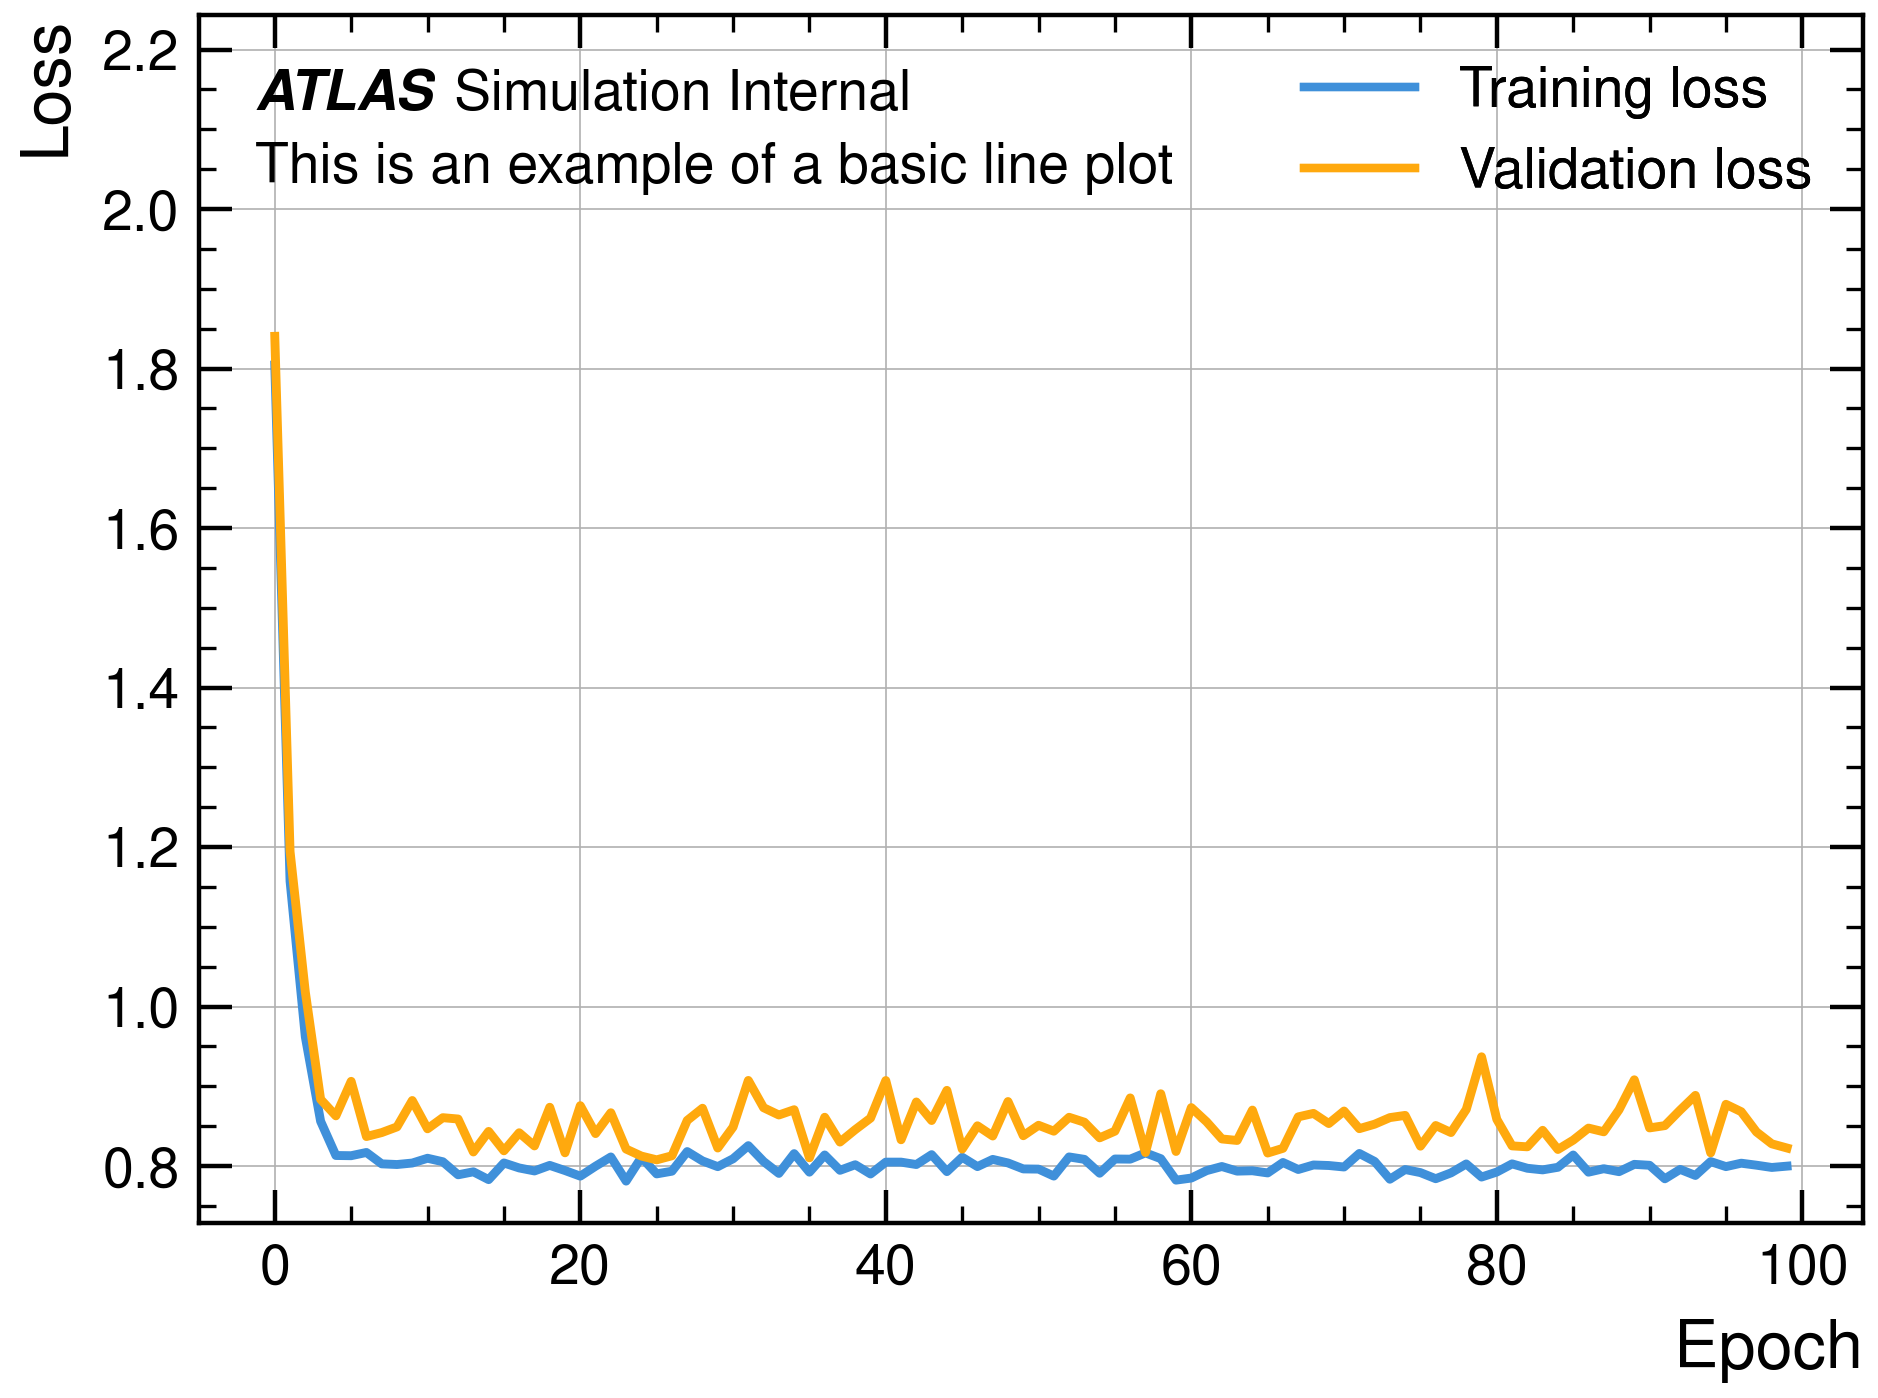 Loss
2.2
2.0
1.8
1.6
1.4
1.2
1.0
0.8
ATLAS Simulation Internal
This is an example of a basic line plot
Training loss
Validation loss
0 20 40 60 80 100
Epoch